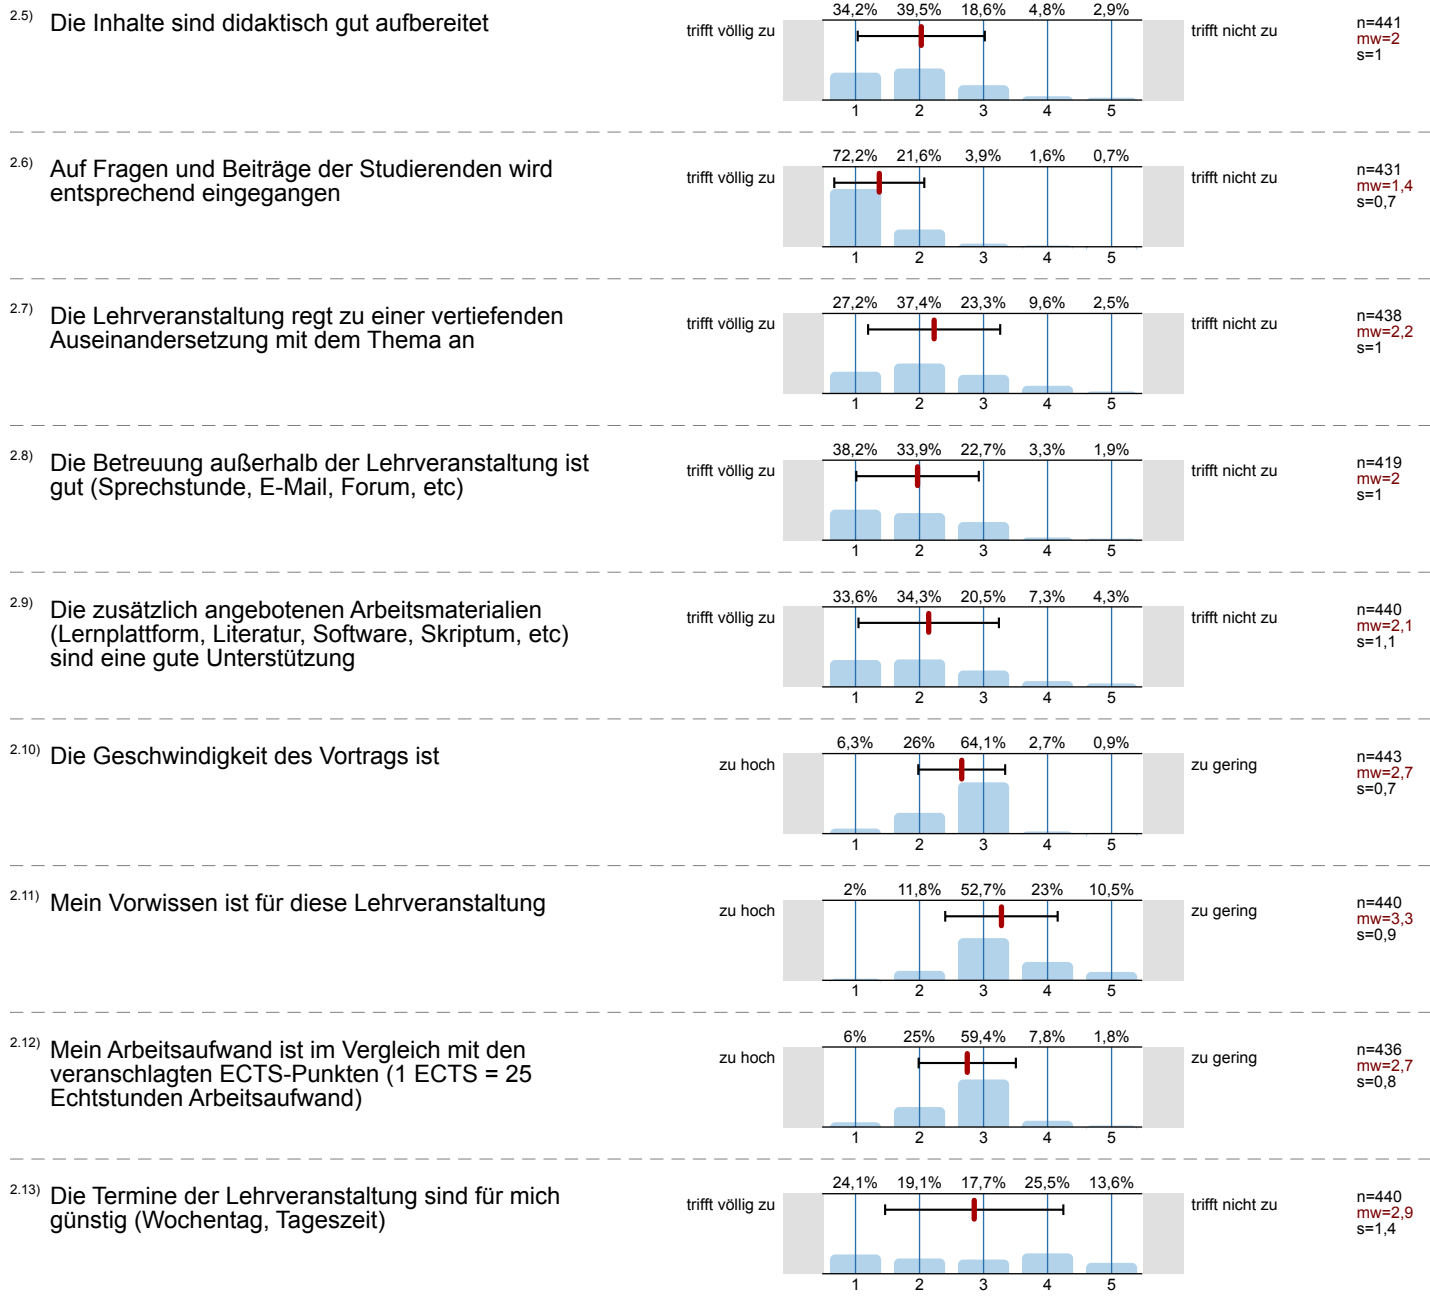 34,2% 39,5% 18,6% 4,8% 2,9%
2.5) Die Inhalte sind didaktisch gut aufbereitet
trifft völlig zu
trifft nicht zu
n=441
mw=2
s=1
1 2 3 4 5
72,2% 21,6% 3,9% 1,6% 0,7%
2.6) Auf Fragen und Beiträge der Studierenden wird
entsprechend eingegangen
trifft völlig zu
trifft nicht zu
n=431
mw=1,4
s=0,7
1 2 3 4 5
27,2% 37,4% 23,3% 9,6% 2,5%
2.7) Die Lehrveranstaltung regt zu einer vertiefenden
Auseinandersetzung mit dem Thema an
trifft völlig zu
trifft nicht zu
n=438
mw=2,2
s=1
1 2 3 4 5
38,2% 33,9% 22,7% 3,3% 1,9%
2.8) Die Betreuung außerhalb der Lehrveranstaltung ist
gut (Sprechstunde, E-Mail, Forum, etc)
trifft völlig zu
trifft nicht zu
n=419
mw=2
s=1
1 2 3 4 5
33,6% 34,3% 20,5% 7,3% 4,3%
2.9) Die zusätzlich angebotenen Arbeitsmaterialien
(Lernplattform, Literatur, Software, Skriptum, etc)
sind eine gute Unterstützung
trifft völlig zu
trifft nicht zu
n=440
mw=2,1
s=1,1
1 2 3 4 5
6,3% 26% 64,1% 2,7% 0,9%
2.10) Die Geschwindigkeit des Vortrags ist
zu hoch
zu gering
n=443
mw=2,7
s=0,7
1 2 3 4 5
2% 11,8% 52,7% 23% 10,5%
2.11) Mein Vorwissen ist für diese Lehrveranstaltung
zu hoch
zu gering
n=440
mw=3,3
s=0,9
1 2 3 4 5
6% 25% 59,4% 7,8% 1,8%
2.12) Mein Arbeitsaufwand ist im Vergleich mit den
veranschlagten ECTS-Punkten (1 ECTS = 25
Echtstunden Arbeitsaufwand)
zu hoch
zu gering
n=436
mw=2,7
s=0,8
1 2 3 4 5
24,1% 19,1% 17,7% 25,5% 13,6%
2.13) Die Termine der Lehrveranstaltung sind für mich
günstig (Wochentag, Tageszeit)
trifft völlig zu
trifft nicht zu
n=440
mw=2,9
s=1,4
1 2 3 4 5